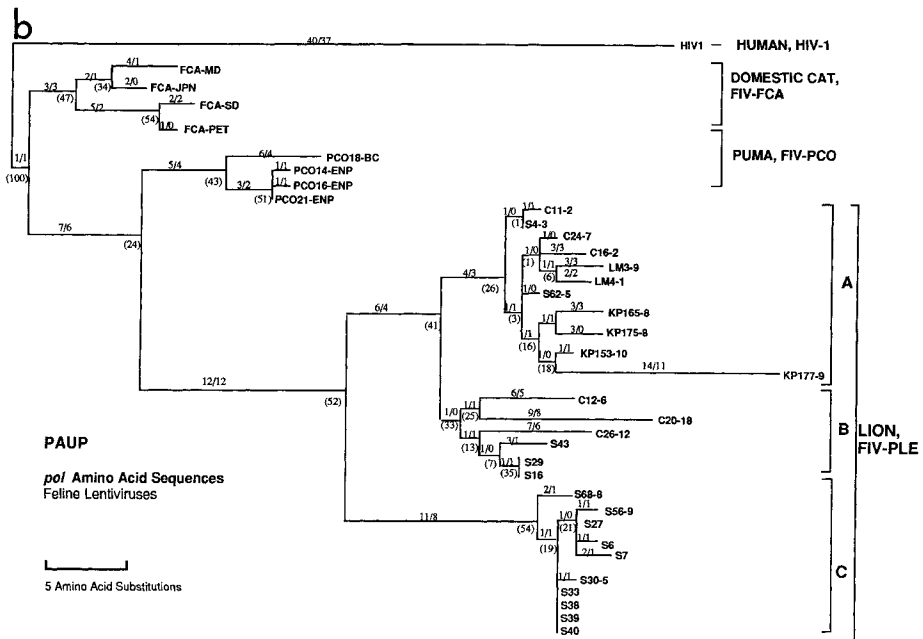 b
40/37
HIV1
HUMAN, HIV-1
4/1
FCA-MD
2/1
(34)
2/0
FCA-JPN
3/3
(47)
5/2
2/2
FCA-SD
(54)
1/0
FCA-PET
DOMESTIC CAT,
FIV-FCA
1/1
(100)
6/4
PCO18-BC
5/4
(43)
1/1
PCO14-ENP
3/2
1/1
PCO16-ENP
(51)
PCO21-ENP
PUMA, FIV-PCO
7/6
(24)
1/0
1/1
C11-2
(1)
S4-3
1/0
C24-7
1/0
3/3
C16-2
(1)
1/1
3/3
LM3-9
(6)
2/2
LM4-1
4/3
(26)
1/0
S62-5
1/1
(3)
3/3
KP165-8
1/1
3/0
KP175-8
1/1
(16)
1/1
KP153-10
1/0
(18)
14/11
KP177-9
A
6/4
(41)
12/12
(52)
6/5
C12-6
1/1
(25)
9/8
C20-18
1/0
(33)
7/6
C26-12
1/1
(13)
3/1
S43
1/0
(7)
1/1
S29
(35)
S16
B
LION,
FIV-PLE
PAUP
pol Amino Acid Sequences
Feline Lentiviruses
2/1
S68-8
11/8
(54)
1/1
S56-9
1/0
(21)
S27
1/1
(19)
1/1
S6
2/1
S7
1/1
S30-5
S33
S38
S39
S40
C
5 Amino Acid Substitutions